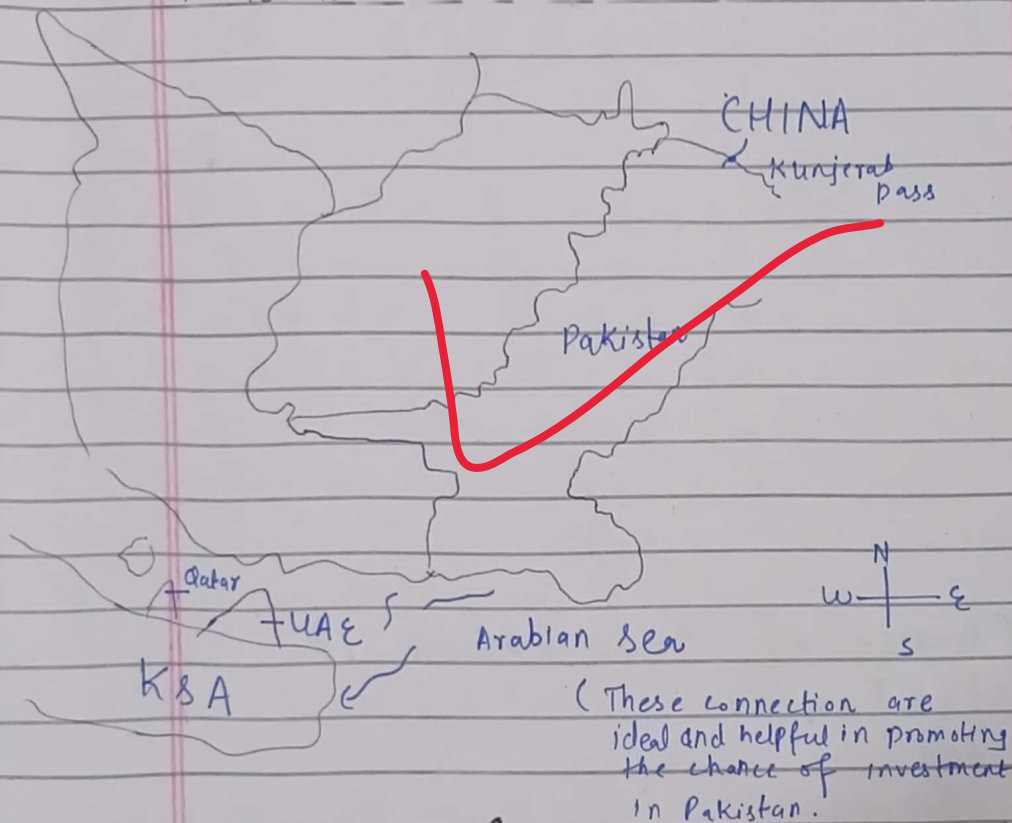 CHINA
Kunjerab
pass
Pakistan
N
W E
S
Qatar
UAE
Arabian sea
KSA
( These connection are
ideal and helpful in promoting
the chance of investment
in Pakistan.